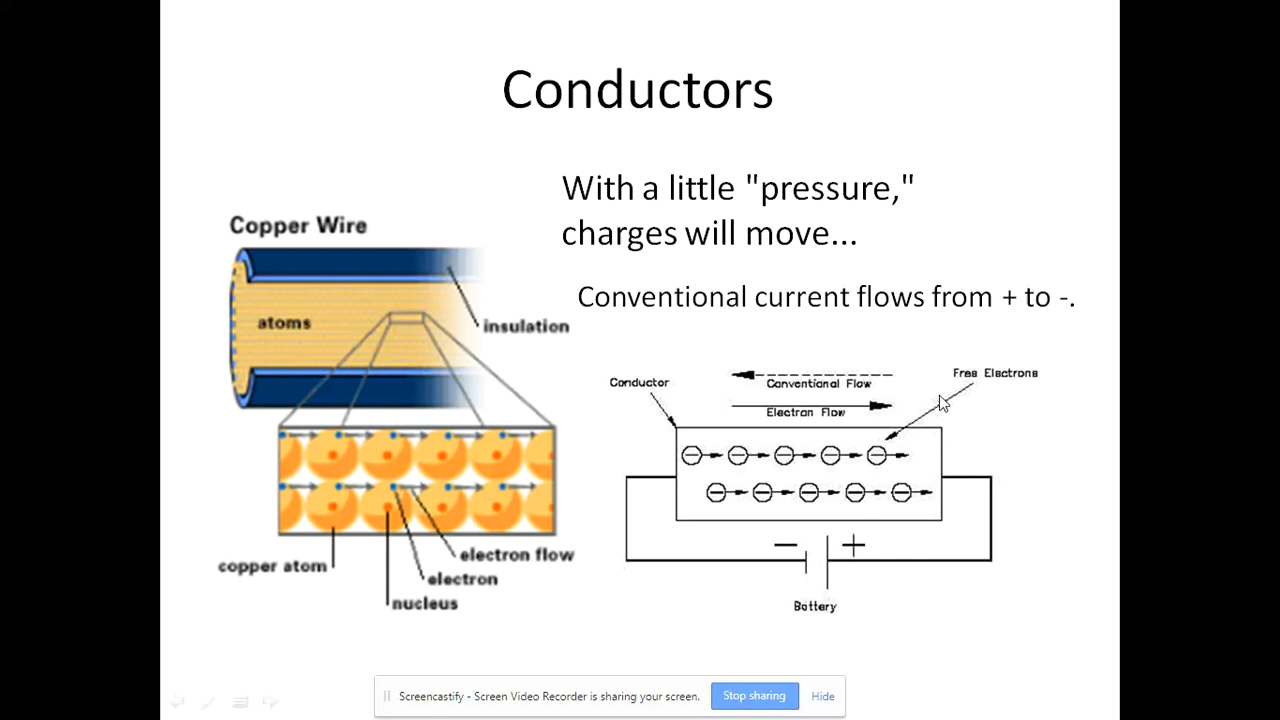 Conductors
With a little "pressure,"
charges will move...
Conventional current flows from + to -.
Copper Wire
atoms
insulation
copper atom
electron flow
electron
nucleus
Conductor
Conventional Flow
Electron Flow
Free Electrons
− +
Battery
Screencastify - Screen Video Recorder is sharing your screen.
Stop sharing
Hide